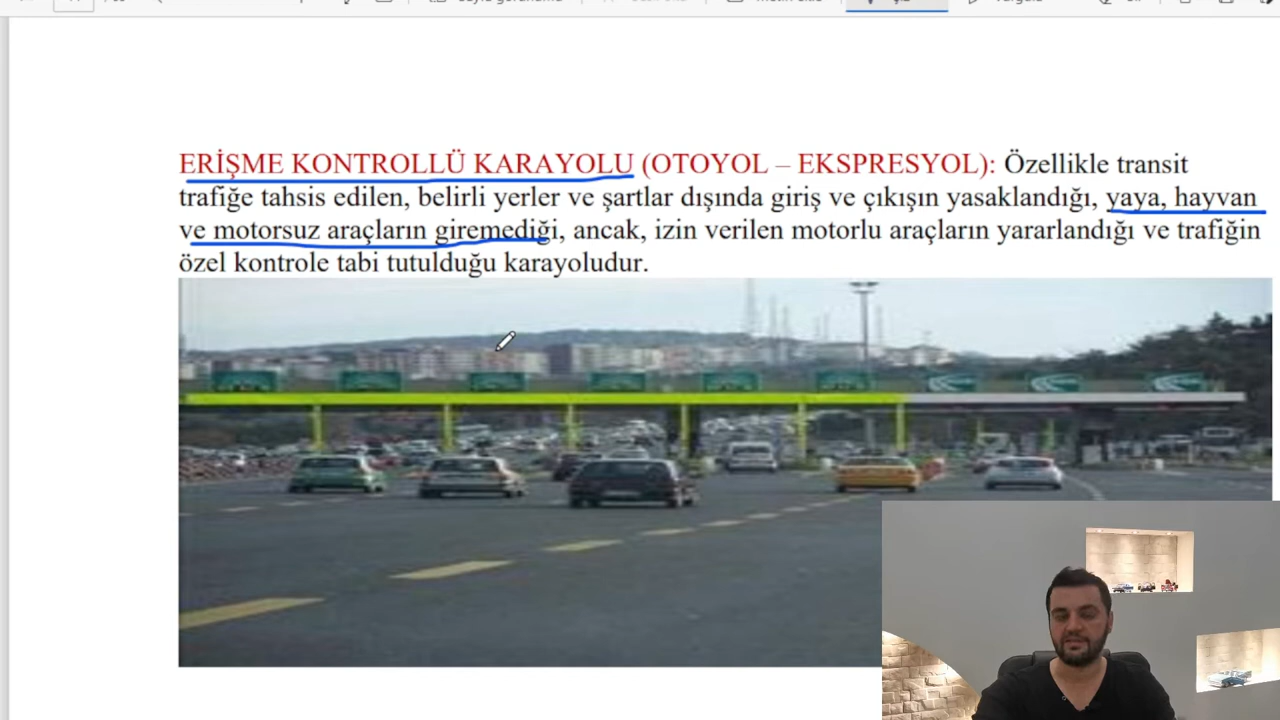 ERİŞME KONTROLLÜ KARAYOLU (OTOYOL – EKSPRESYOL): Özellikle transit
trafiğe tahsis edilen, belirli yerler ve şartlar dışında giriş ve çıkışın yasaklandığı, yaya, hayvan
ve motorsuz araçların giremediği, ancak, izin verilen motorlu araçların yararlandığı ve trafiğin
özel kontrole tabi tutulduğu karayoludur.